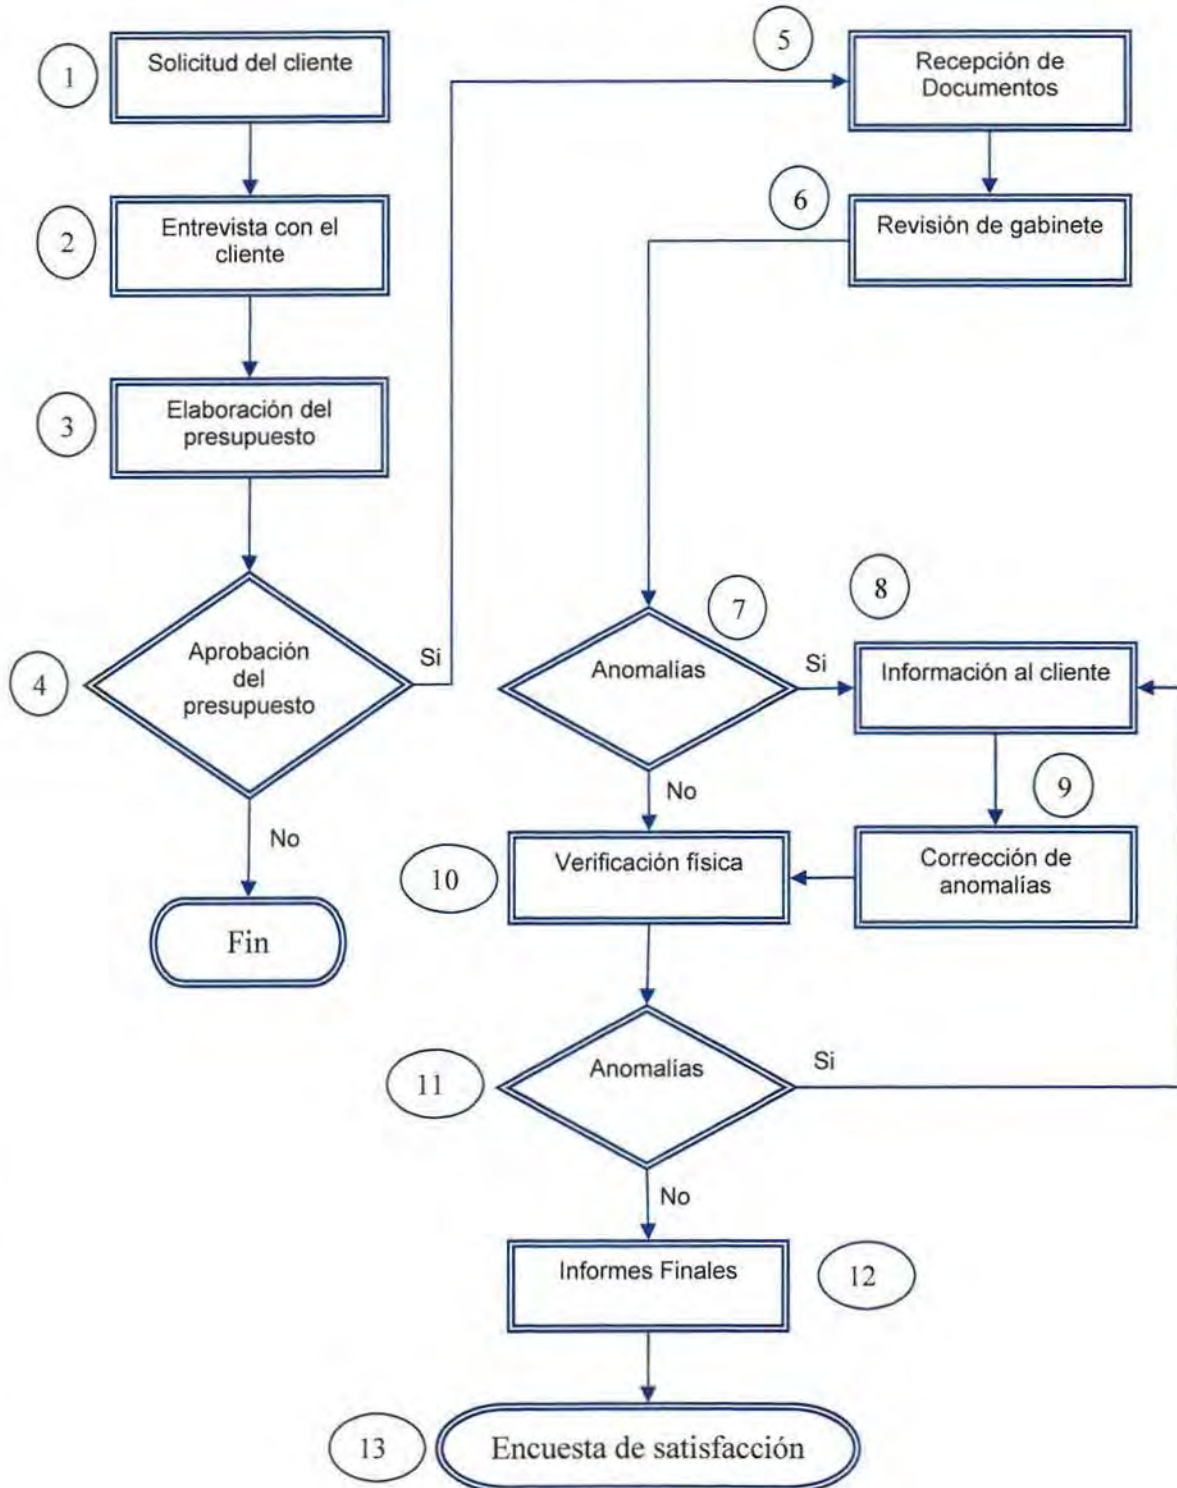 1
Solicitud del cliente
2
Entrevista con el
cliente
3
Elaboración del
presupuesto
4
Aprobación
del
presupuesto
Si
No
Fin
5
Recepción de
Documentos
6
Revisión de gabinete
7
Anomalías
Si
No
8
Información al cliente
9
Corrección de
anomalías
10
Verificación física
11
Anomalías
Si
No
Informes Finales
12
13
Encuesta de satisfacción